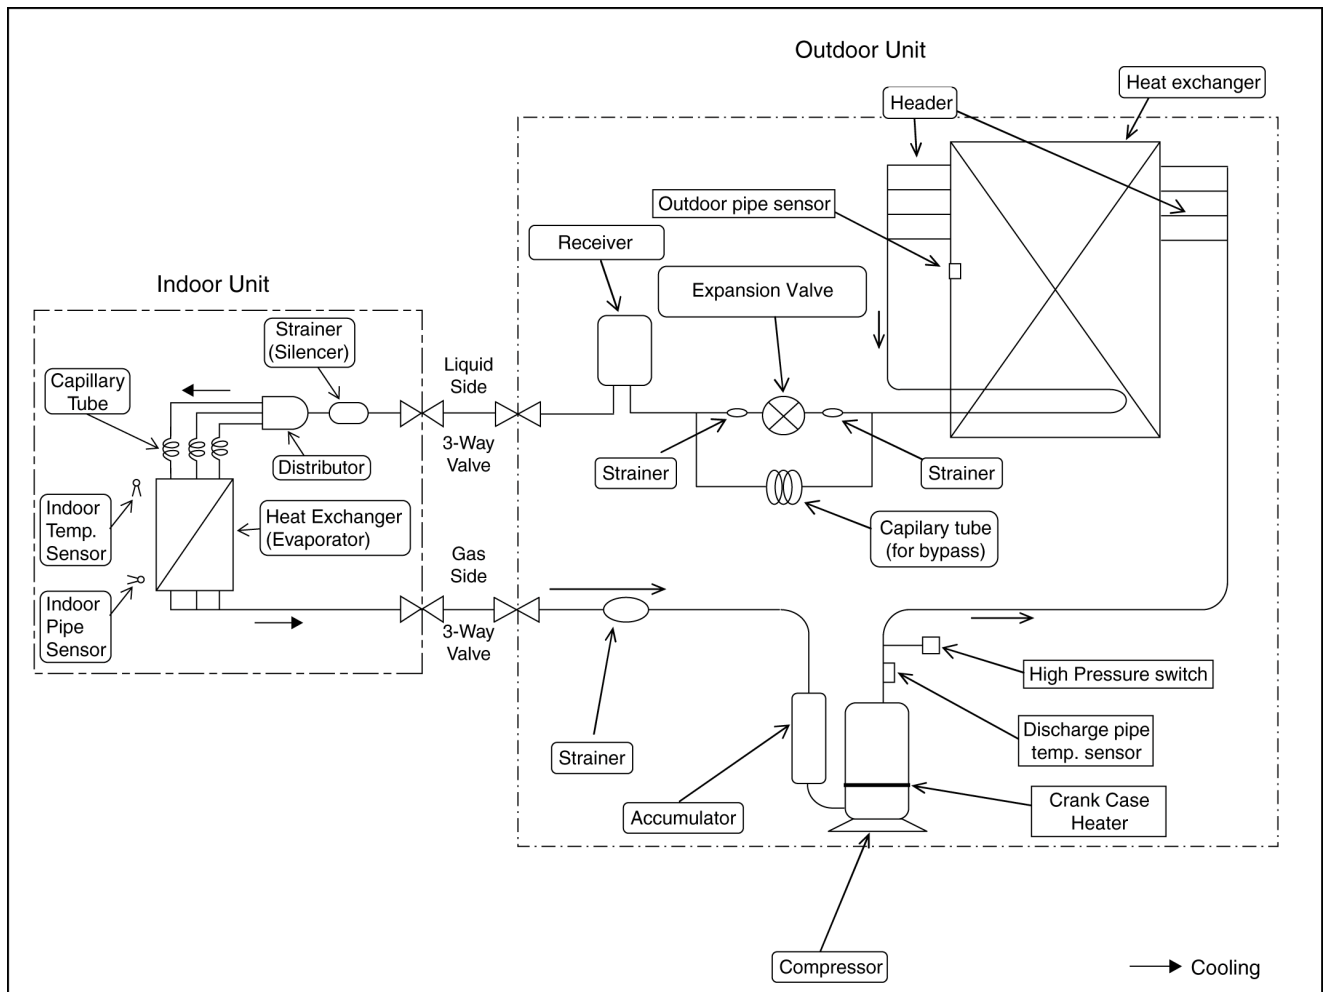 Outdoor Unit
Heat exchanger
Header
Outdoor pipe sensor
Receiver
Expansion Valve
Indoor Unit
Strainer
(Silencer)
Liquid
Side
Capillary
Tube
3-Way
Valve
Distributor
Strainer
Strainer
Indoor
Temp.
Sensor
Heat Exchanger
(Evaporator)
Capilary tube
(for bypass)
Gas
Side
Indoor
Pipe
Sensor
3-Way
Valve
High Pressure switch
Discharge pipe
temp. sensor
Strainer
Crank Case
Heater
Accumulator
Compressor
Cooling